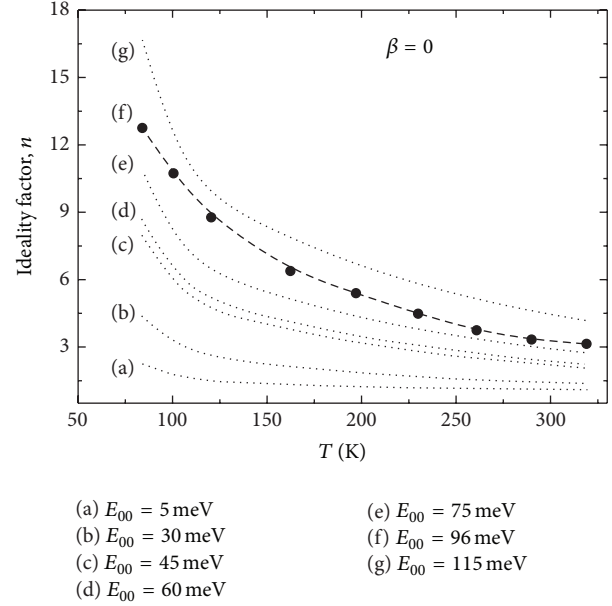 18
15
12
9
6
3
Ideality factor, n
β = 0
(g)
(f)
(e)
(d)
(c)
(b)
(a)
50 100 150 200 250 300
T (K)
(a) E₀₀ = 5 meV
(b) E₀₀ = 30 meV
(c) E₀₀ = 45 meV
(d) E₀₀ = 60 meV
(e) E₀₀ = 75 meV
(f) E₀₀ = 96 meV
(g) E₀₀ = 115 meV